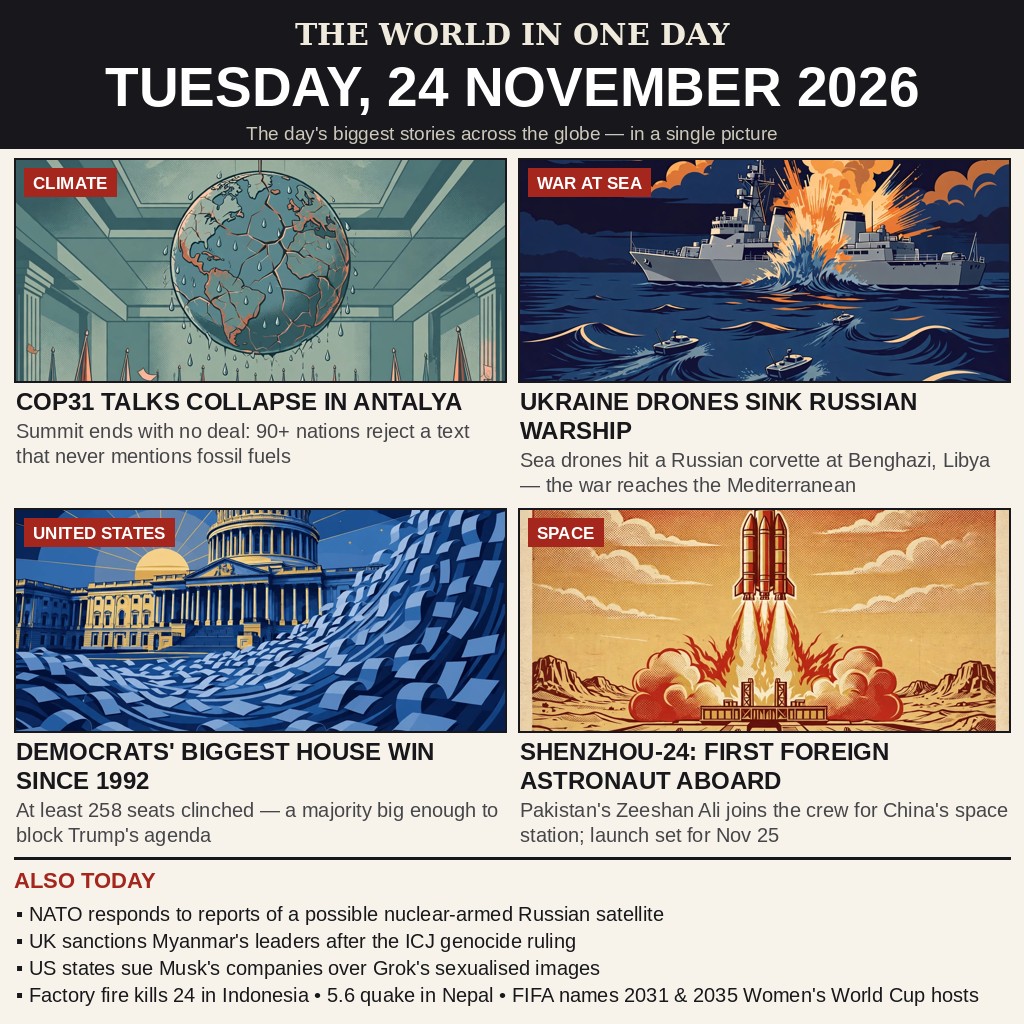 THE WORLD IN ONE DAY
TUESDAY, 24 NOVEMBER 2026
The day's biggest stories across the globe — in a single picture
CLIMATE
COP31 TALKS COLLAPSE IN ANTALYA
Summit ends with no deal: 90+ nations reject a text
that never mentions fossil fuels
WAR AT SEA
UKRAINE DRONES SINK RUSSIAN
WARSHIP
Sea drones hit a Russian corvette at Benghazi, Libya
— the war reaches the Mediterranean
UNITED STATES
DEMOCRATS' BIGGEST HOUSE WIN
SINCE 1992
At least 258 seats clinched — a majority big enough to
block Trump's agenda
SPACE
SHENZHOU-24: FIRST FOREIGN
ASTRONAUT ABOARD
Pakistan's Zeeshan Ali joins the crew for China's space
station; launch set for Nov 25
ALSO TODAY
▪ NATO responds to reports of a possible nuclear-armed Russian satellite
▪ UK sanctions Myanmar's leaders after the ICJ genocide ruling
▪ US states sue Musk's companies over Grok's sexualised images
▪ Factory fire kills 24 in Indonesia • 5.6 quake in Nepal • FIFA names 2031 & 2035 Women's World Cup hosts